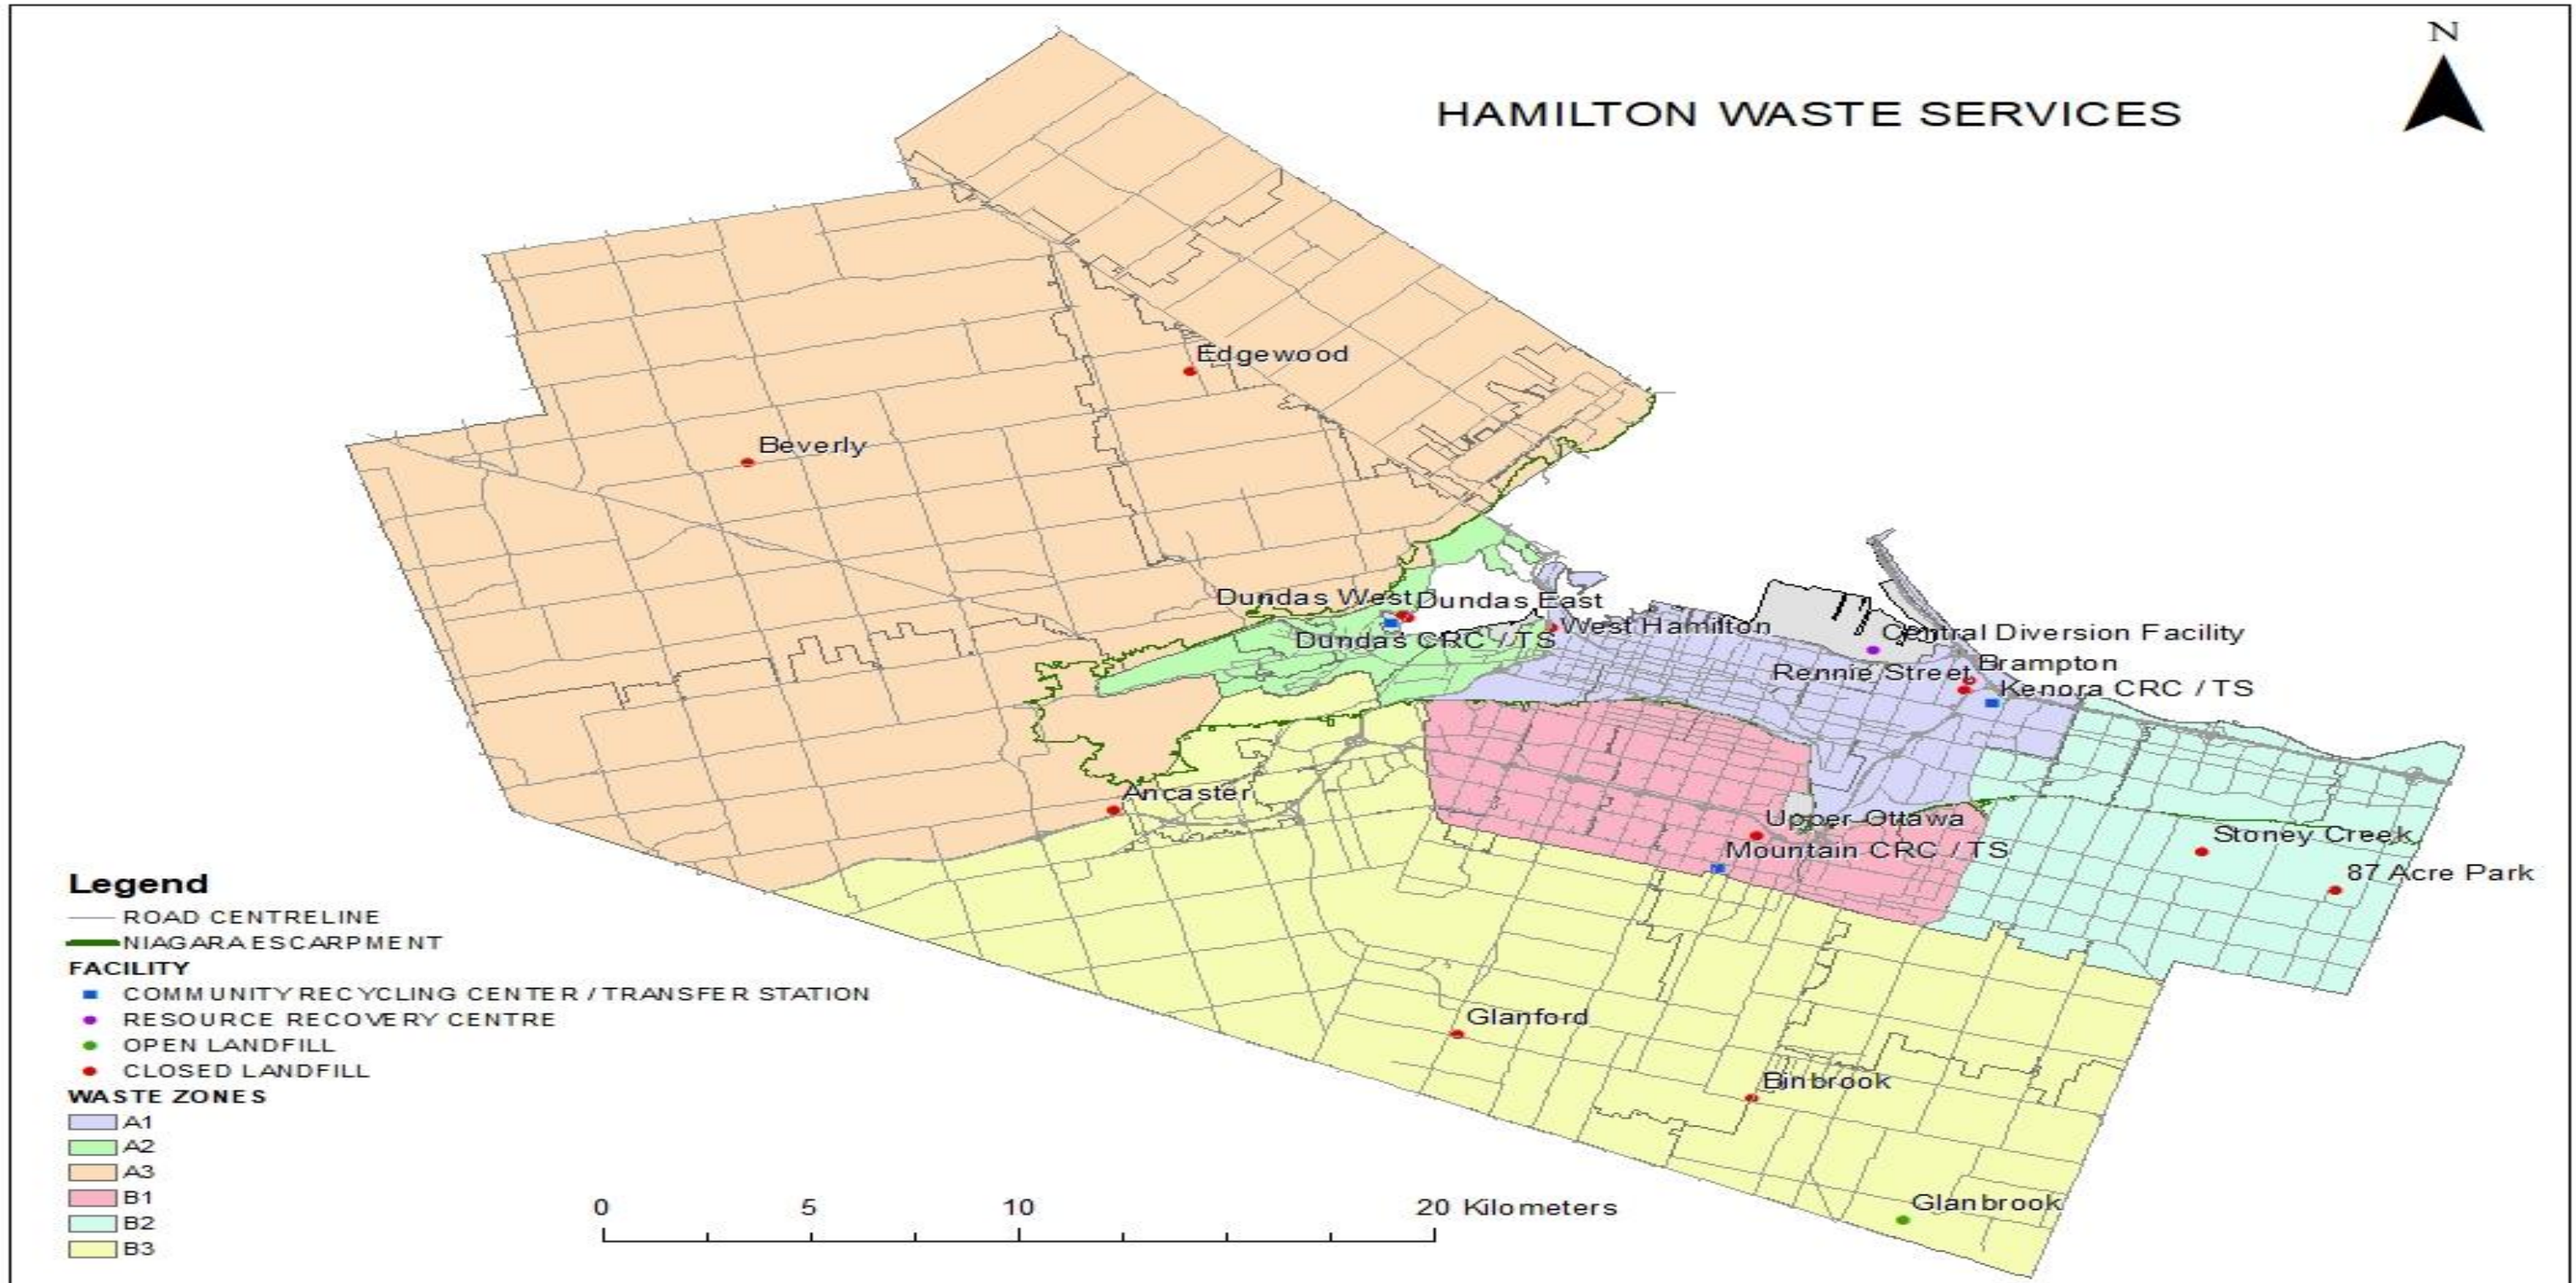 N
HAMILTON WASTE SERVICES
Edgewood
Beverly
Dundas West
Dundas East
Dundas CRC / TS
West Hamilton
Central Diversion Facility
Brampton
Rennie Street
Kenora CRC / TS
Ancaster
Upper Ottawa
Mountain CRC / TS
Stoney Creek
87 Acre Park
Glanford
Binbrook
Glanbrook
Legend
ROAD CENTRELINE
NIAGARA ESCARPMENT
FACILITY
COMMUNITY RECYCLING CENTER / TRANSFER STATION
RESOURCE RECOVERY CENTRE
OPEN LANDFILL
CLOSED LANDFILL
WASTE ZONES
A1
A2
A3
B1
B2
B3
0 5 10 20 Kilometers